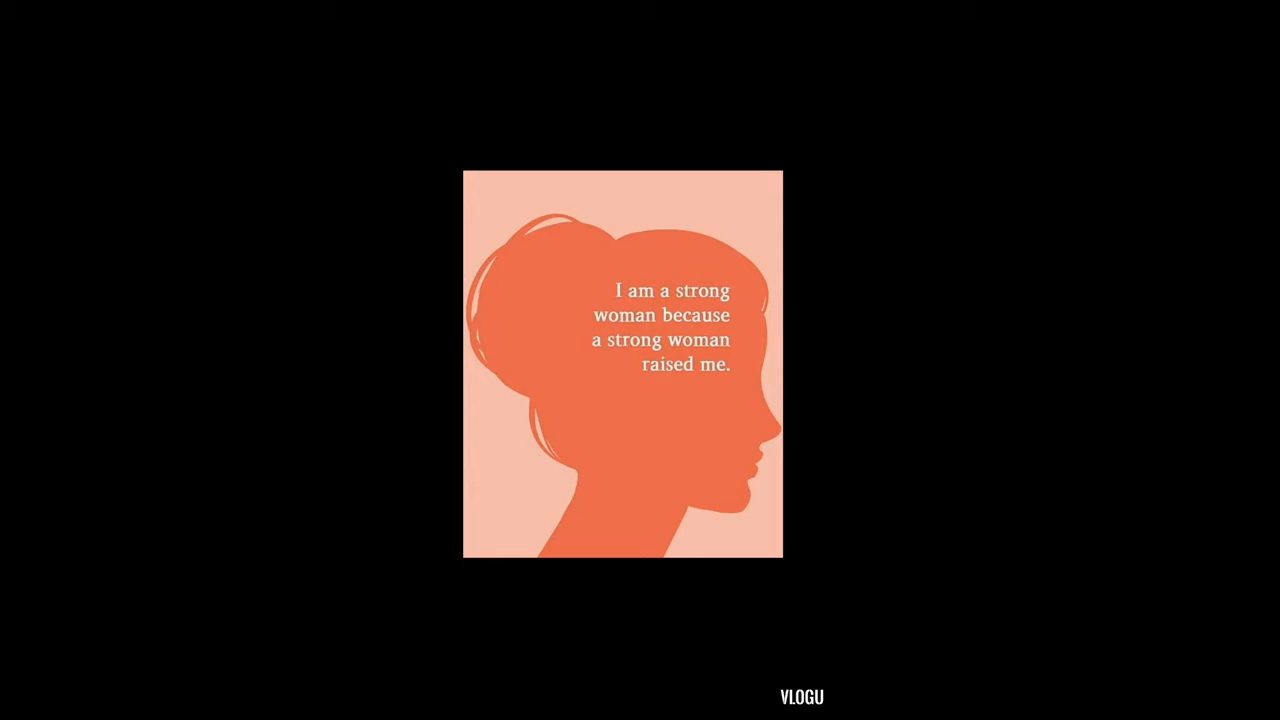 I am a strong
woman because
a strong woman
raised me.
VLOGU